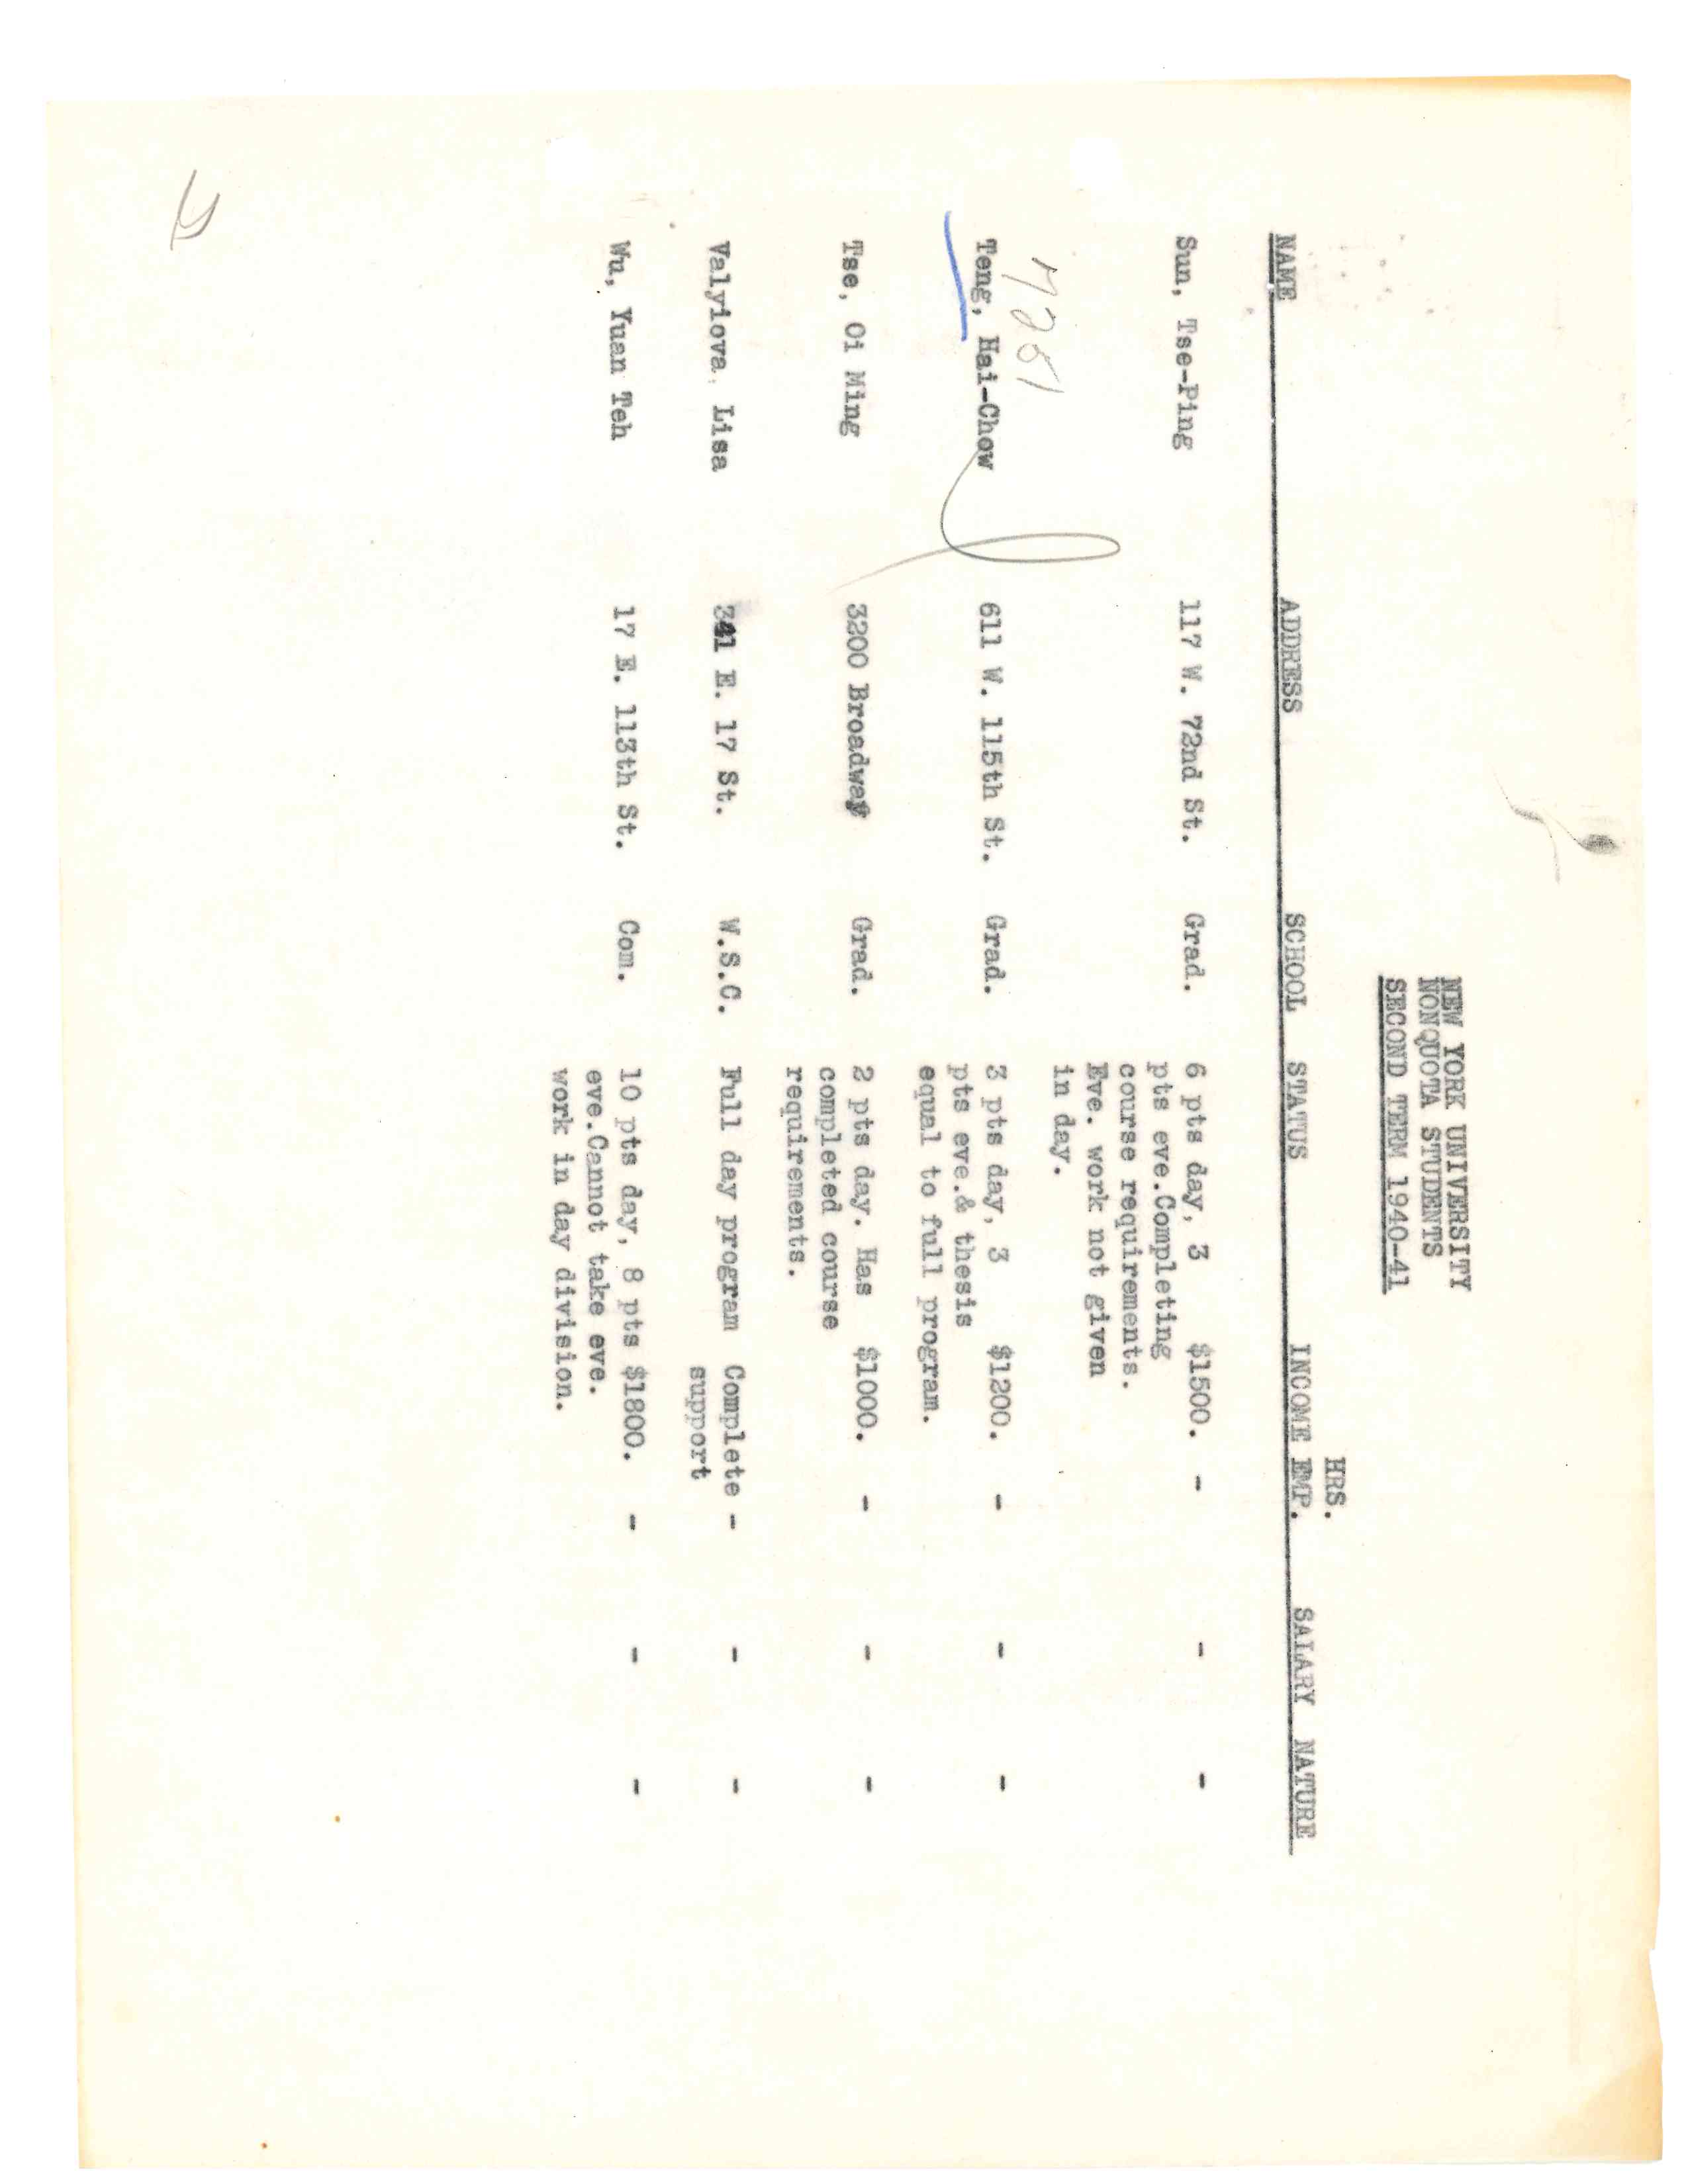 NEW YORK UNIVERSITY
NONQUOTA STUDENTS
SECOND TERM 1940-41
HRS.
NAME ADDRESS SCHOOL STATUS INCOME EMP. SALARY NATURE
Sun, Tse-Ping 117 W. 72nd St. Grad. 6 pts day, 3 $1500. - - -
pts eve.Completing
course requirements.
Eve. work not given
in day.
7251
Teng, Hai-Chow 611 W. 115th St. Grad. 3 pts day, 3 $1200. - - -
pts eve.& thesis
equal to full program.
Tse, Oi Ming 3200 Broadway Grad. 2 pts day. Has $1000. - - -
completed course
requirements.
Valyiova, Lisa 341 E. 17 St. W.S.C. Full day program Complete - - -
support
Wu, Yuan Teh 17 E. 113th St. Com. 10 pts day, 8 pts $1800. - - -
eve.Cannot take eve.
work in day division.